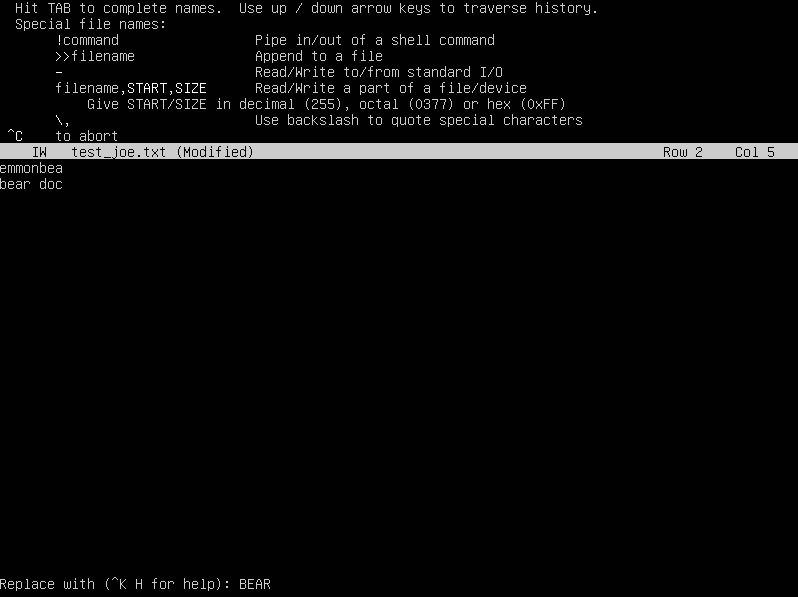 Hit TAB to complete names.  Use up / down arrow keys to traverse history.
Special file names:
!command                 Pipe in/out of a shell command
>>filename               Append to a file
-                        Read/Write to/from standard I/O
filename,START,SIZE      Read/Write a part of a file/device
Give START/SIZE in decimal (255), octal (0377) or hex (0xFF)
\,                       Use backslash to quote special characters
^C    to abort
IW   test_joe.txt (Modified)                                                   Row 2    Col 5
emmonbea
bear doc
Replace with (^K H for help): BEAR